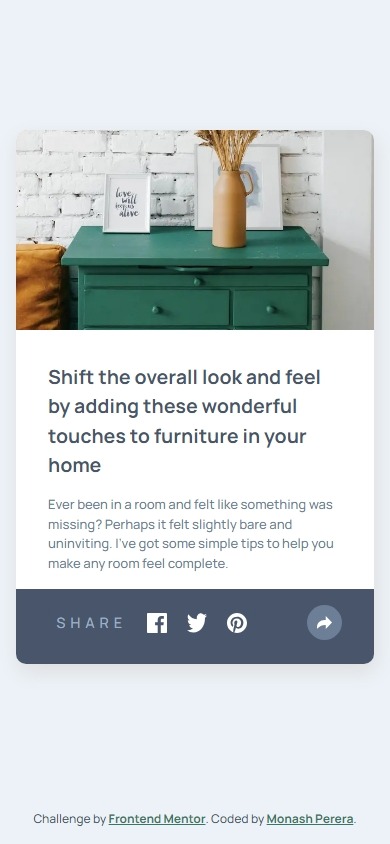 love
will
keep us
alive
Shift the overall look and feel
by adding these wonderful
touches to furniture in your
home
Ever been in a room and felt like something was
missing? Perhaps it felt slightly bare and
uninviting. I've got some simple tips to help you
make any room feel complete.
SHARE
Challenge by Frontend Mentor. Coded by Monash Perera.